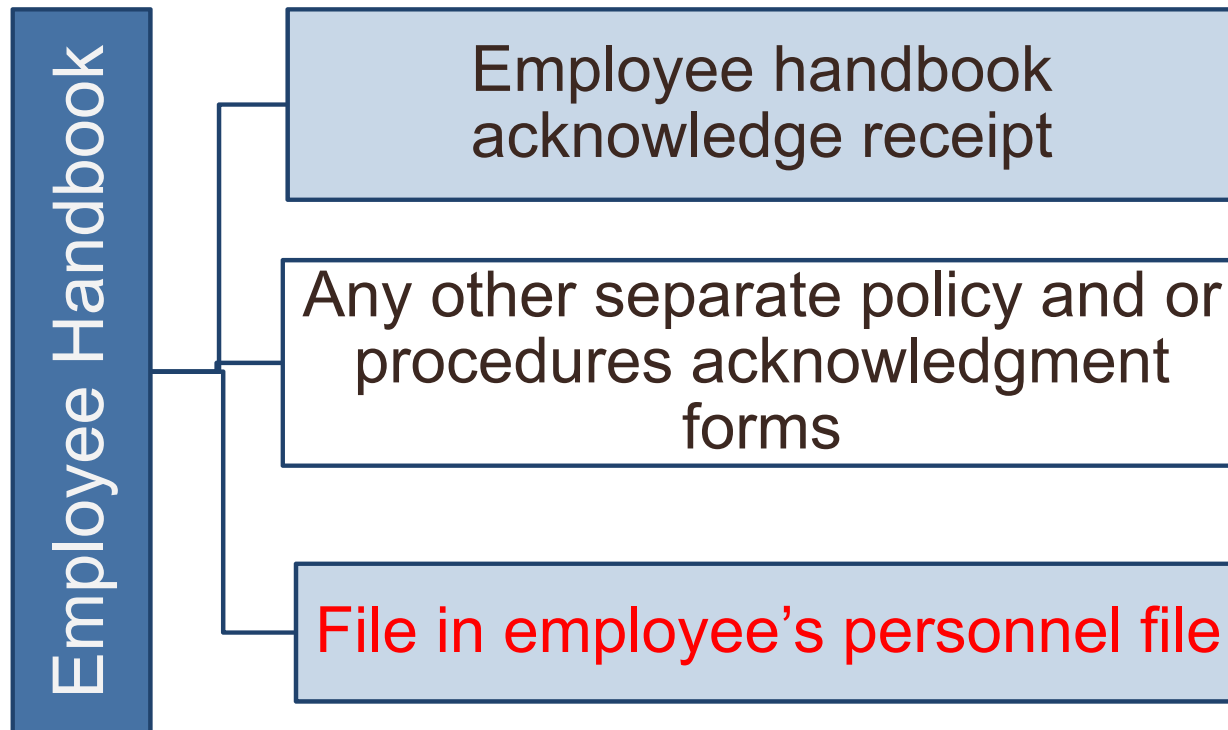 Employee Handbook
Employee handbook
acknowledge receipt
Any other separate policy and or
procedures acknowledgment
forms
File in employee’s personnel file